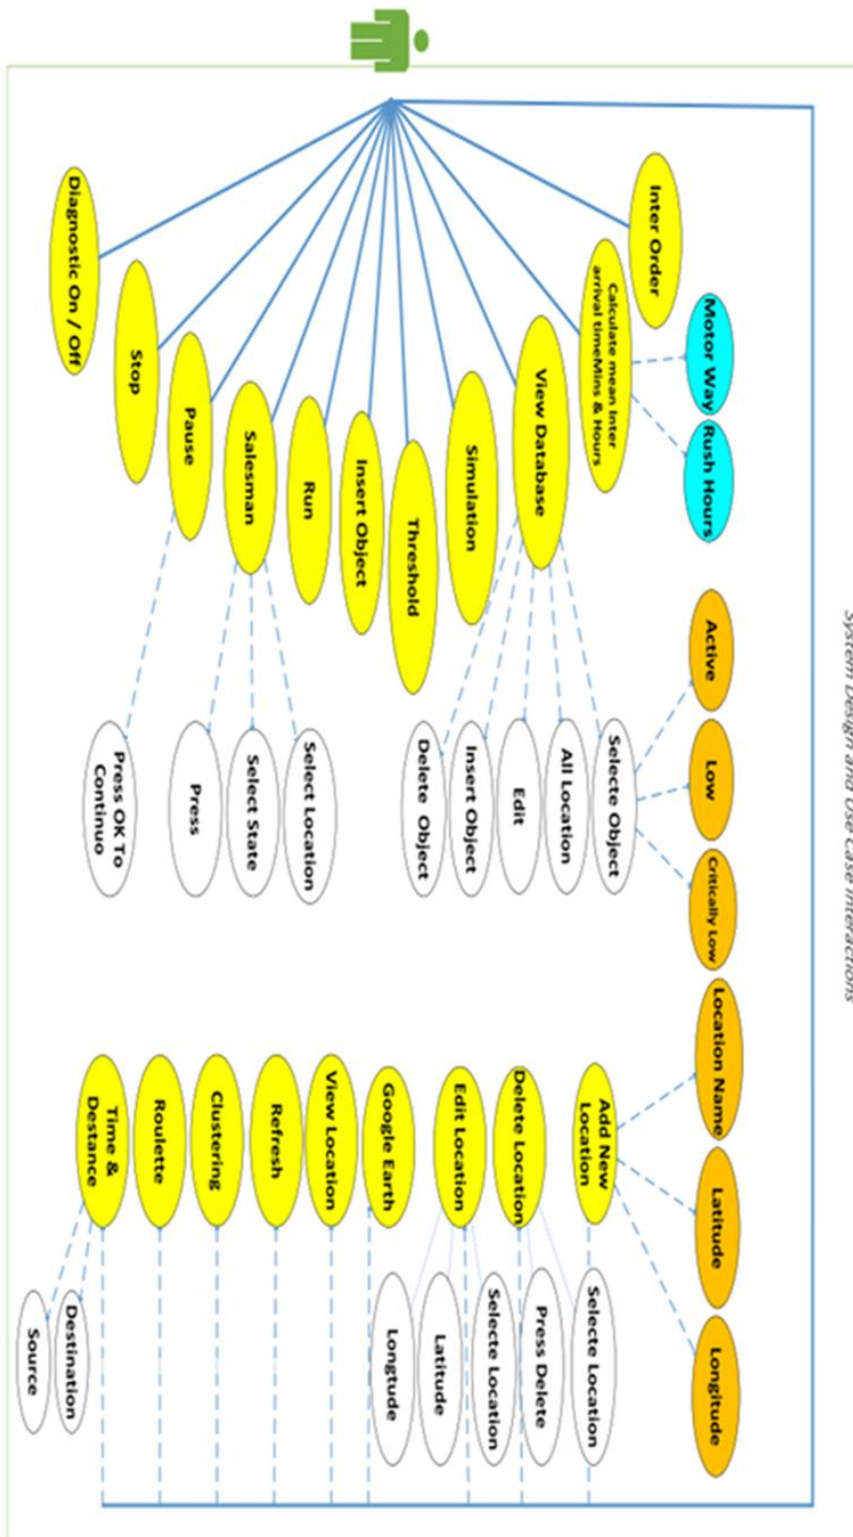 System Design and Use Case Interactions
Motor Way
Rush Hours
Active
Low
Critically Low
Location Name
Latitude
Longitude
Inter Order
Calculate mean Inter
arrival timeMins & Hours
View Database
Simulation
Threshold
Insert Object
Run
Salesman
Pause
Stop
Diagnostic On / Off
Selecte Object
All Location
Edit
Insert Object
Delete Object
Select Location
Select State
Press
Press OK To
Continuo
Add New
Location
Delete Location
Edit Location
Google Earth
View Location
Refresh
Clustering
Roulette
Time &
Destance
Selecte Location
Press Delete
Selecte Location
Latitude
Longtude
Destination
Source